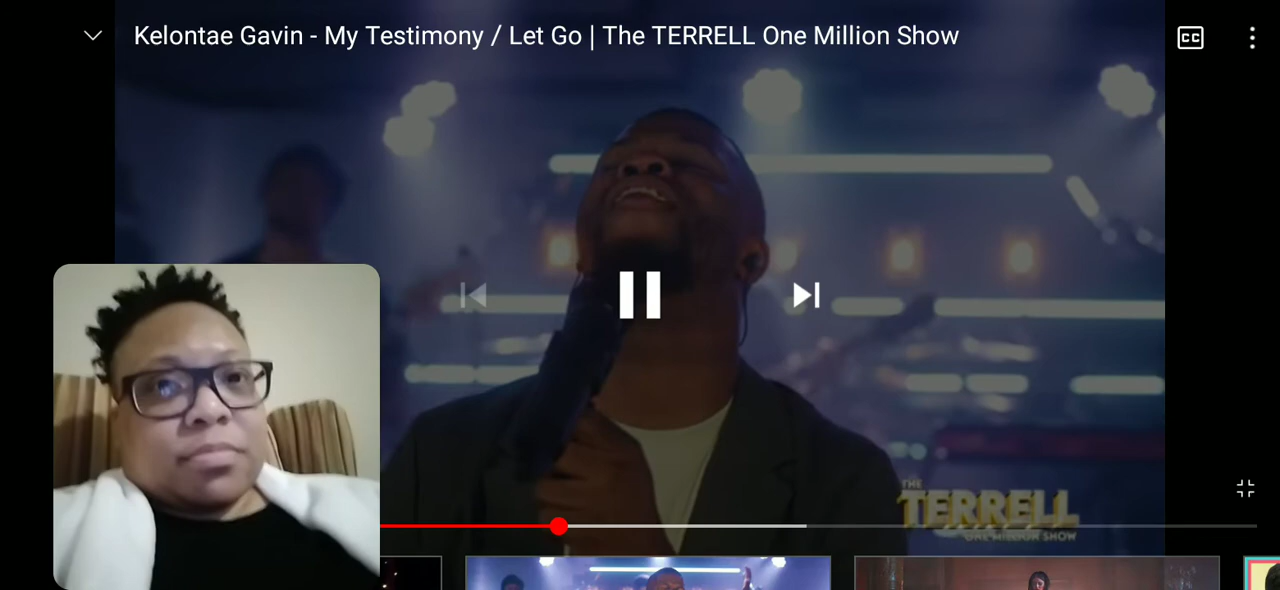 Kelontae Gavin - My Testimony / Let Go | The TERRELL One Million Show
CC
THE
TERRELL
ONE MILLION SHOW